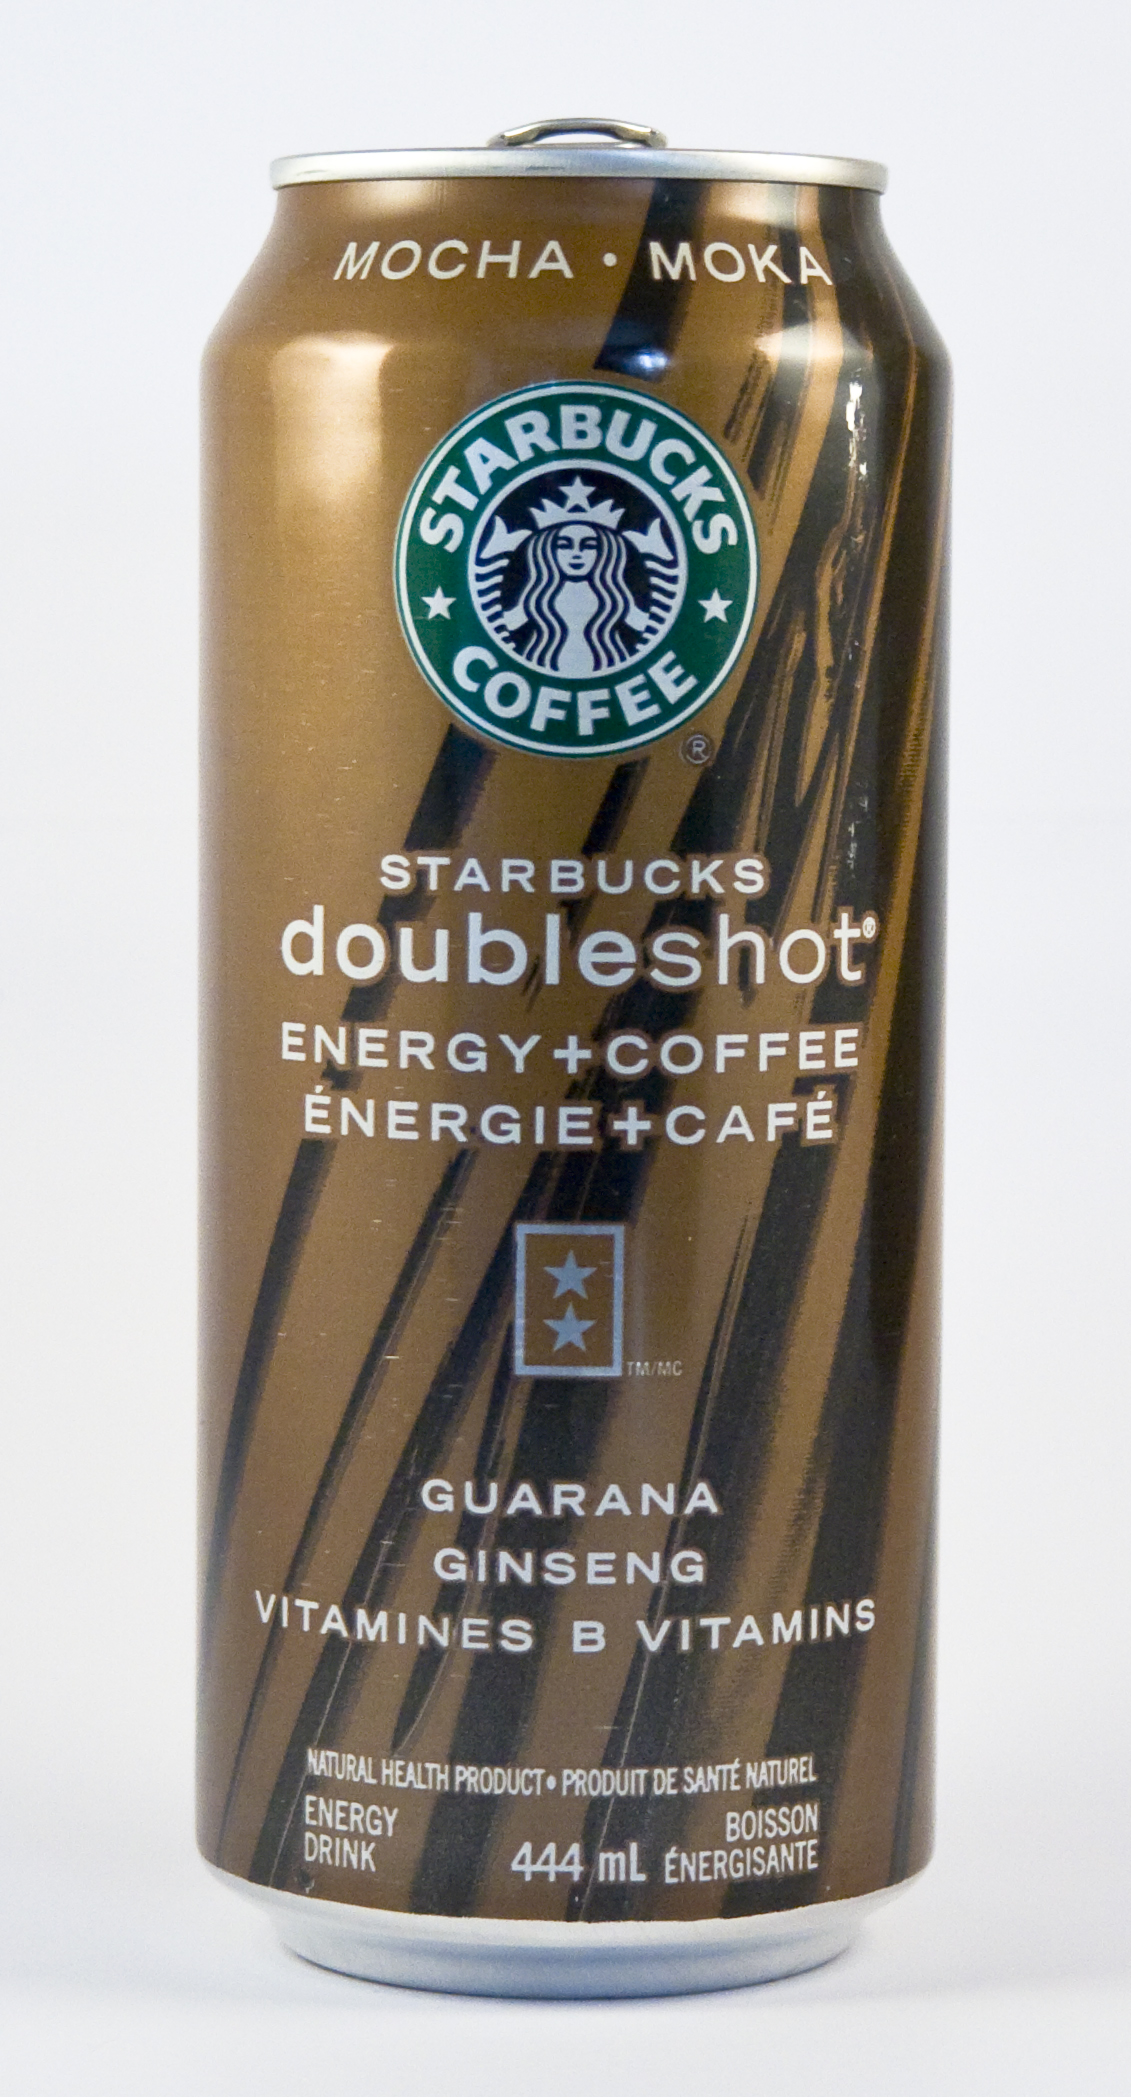 MOCHA • MOKA
STARBUCKS
COFFEE
®
STARBUCKS
doubleshot®
ENERGY+COFFEE
ÉNERGIE+CAFÉ
TM/MC
GUARANA
GINSENG
VITAMINES B VITAMINS
NATURAL HEALTH PRODUCT • PRODUIT DE SANTÉ NATUREL
ENERGY
DRINK
444 mL
BOISSON
ÉNERGISANTE